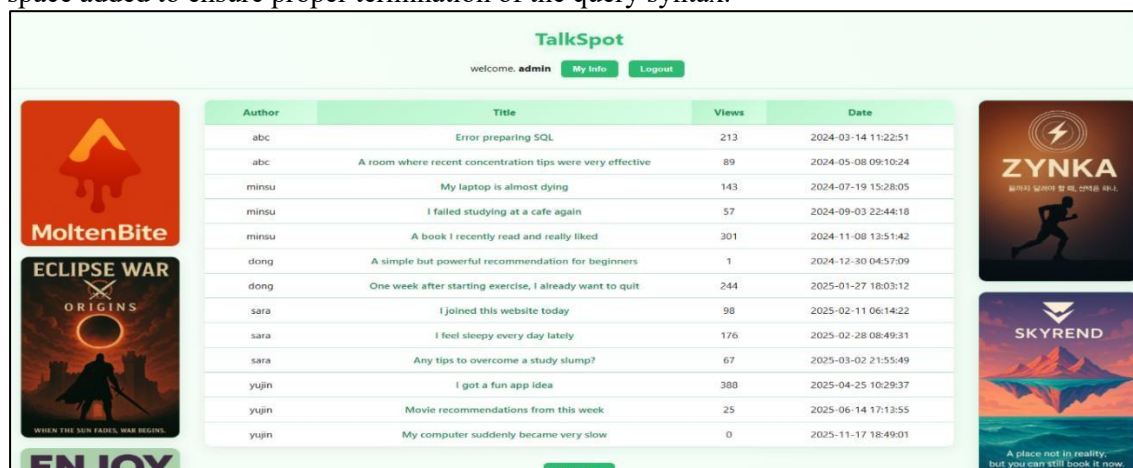 space added to ensure proper termination of the query syntax.
TalkSpot
welcome. admin My Info Logout
Author Title Views Date
abc Error preparing SQL 213 2024-03-14 11:22:51
abc A room where recent concentration tips were very effective 89 2024-05-08 09:10:24
minsu My laptop is almost dying 143 2024-07-19 15:28:05
minsu I failed studying at a cafe again 57 2024-09-03 22:44:18
minsu A book I recently read and really liked 301 2024-11-08 13:51:42
dong A simple but powerful recommendation for beginners 1 2024-12-30 04:57:09
dong One week after starting exercise, I already want to quit 244 2025-01-27 18:03:12
sara I joined this website today 98 2025-02-11 06:14:22
sara I feel sleepy every day lately 176 2025-02-28 08:49:31
sara Any tips to overcome a study slump? 67 2025-03-02 21:55:49
yujin I got a fun app idea 388 2025-04-25 10:29:37
yujin Movie recommendations from this week 25 2025-06-14 17:13:55
yujin My computer suddenly became very slow 0 2025-11-17 18:49:01
MoltenBite
ECLIPSE WAR
ORIGINS
WHEN THE SUN FADES, WAR BEGINS.
ENJOY
ZYNKA
달려야 할 때, 선택은 하나.
SKYREND
A place not in reality,
but you can still book it now.